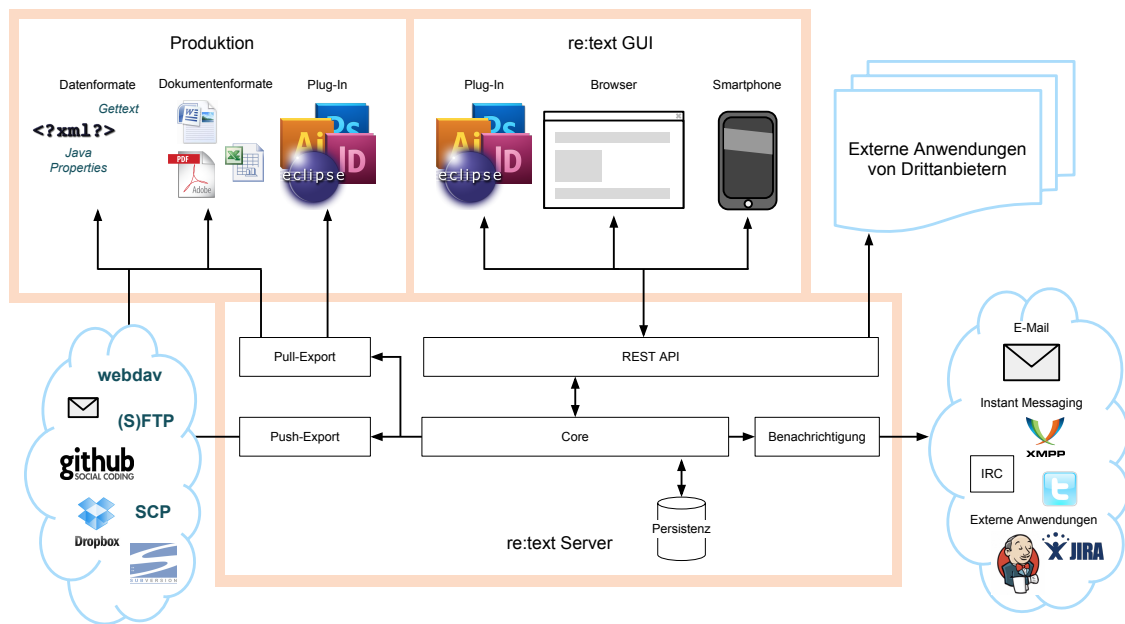 Produktion
re:text GUI
Datenformate
Dokumentenformate
Plug-In
Plug-In
Browser
Smartphone
Gettext
<?xml?>
Java
Properties
W
PDF
Adobe
X
Ps
Ai
ID
eclipse
Ps
Ai
ID
eclipse
Externe Anwendungen
von Drittanbietern
Pull-Export
REST API
Push-Export
Core
Benachrichtigung
Persistenz
re:text Server
webdav
(S)FTP
github
SOCIAL CODING
SCP
Dropbox
SUBVERSION
E-Mail
Instant Messaging
XMPP
IRC
t
Externe Anwendungen
JIRA